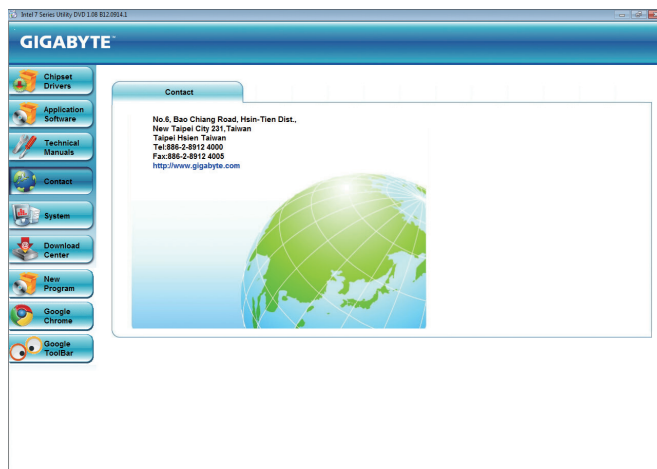 Intel 7 Series Utility DVD 1.08 B12.0914.1
GIGABYTE™
Chipset
Drivers
Application
Software
Technical
Manuals
Contact
System
Download
Center
New
Program
Google
Chrome
Google
ToolBar
Contact
No.6, Bao Chiang Road, Hsin-Tien Dist.,
New Taipei City 231,Taiwan
Taipei Hsien Taiwan
Tel:886-2-8912 4000
Fax:886-2-8912 4005
http://www.gigabyte.com